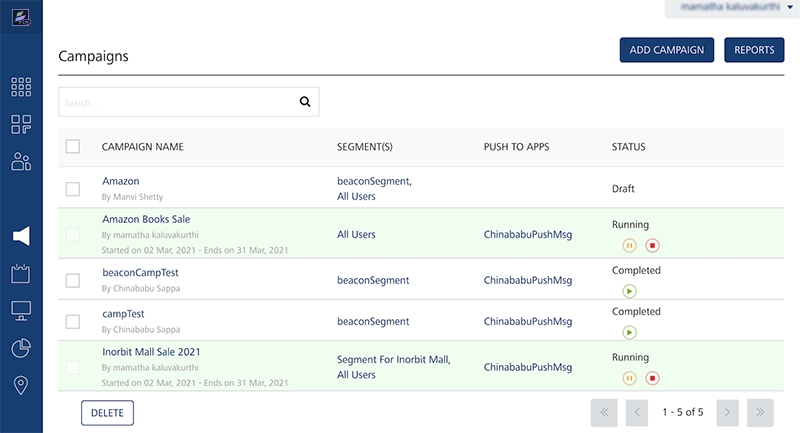 mamatha kaluvakurthi
Campaigns
ADD CAMPAIGN
REPORTS
Search...
CAMPAIGN NAME SEGMENT(S) PUSH TO APPS STATUS
Amazon
By Manvi Shetty
beaconSegment,
All Users
Draft
Amazon Books Sale
By mamatha kaluvakurthi
Started on 02 Mar, 2021 - Ends on 31 Mar, 2021
All Users
ChinababuPushMsg
Running
beaconCampTest
By Chinababu Sappa
beaconSegment
ChinababuPushMsg
Completed
campTest
By Chinababu Sappa
beaconSegment
ChinababuPushMsg
Completed
Inorbit Mall Sale 2021
By mamatha kaluvakurthi
Started on 02 Mar, 2021 - Ends on 31 Mar, 2021
Segment For Inorbit Mall,
All Users
ChinababuPushMsg
Running
DELETE
1 - 5 of 5